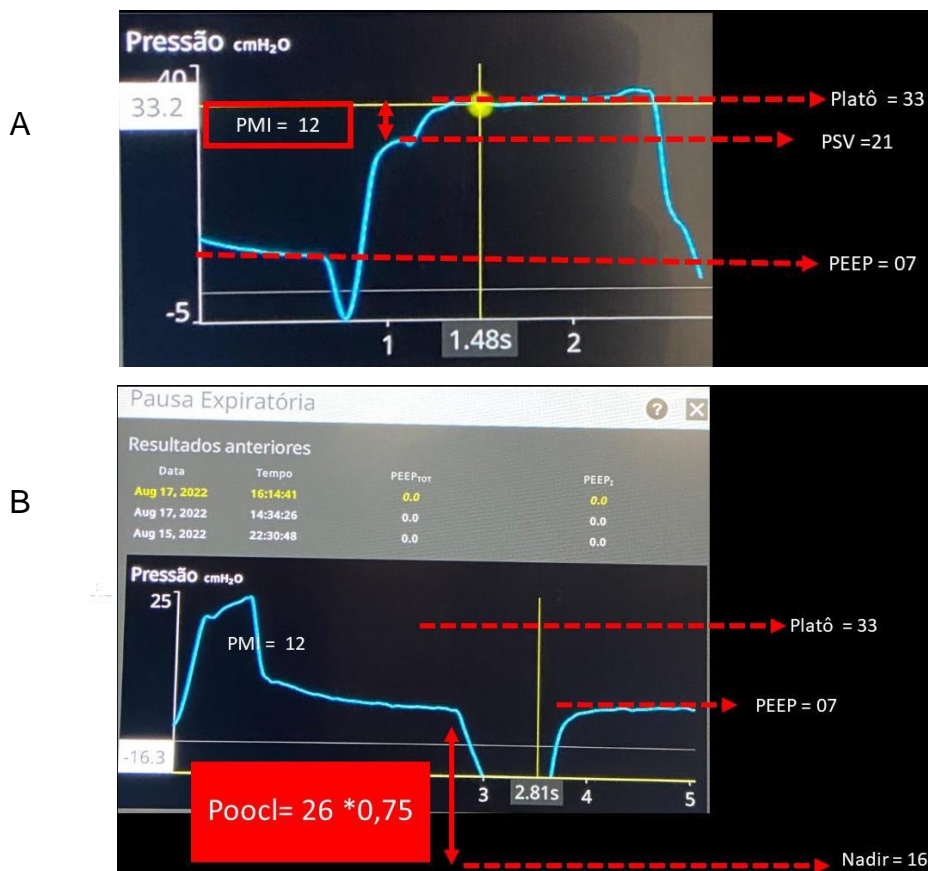 A
Pressão cmH₂O
40
33.2
PMI = 12
Platô = 33
PSV =21
PEEP = 07
-5
1
1.48s
2
B
Pausa Expiratória
?
Resultados anteriores
Data Tempo PEEPTOT PEEPI
Aug 17, 2022 16:14:41 0.0 0.0
Aug 17, 2022 14:34:26 0.0 0.0
Aug 15, 2022 22:30:48 0.0 0.0
Pressão cmH₂O
25
PMI = 12
Platô = 33
PEEP = 07
-16.3
Poocl= 26 *0,75
3
2.81s
4
5
Nadir = 16